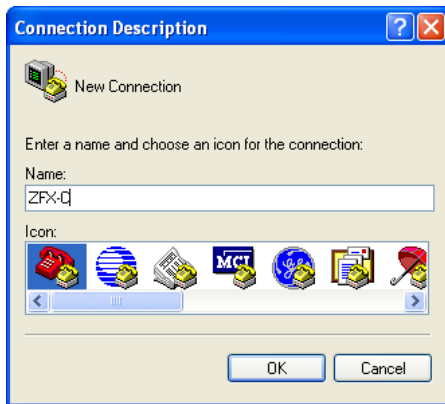 Connection Description
New Connection
Enter a name and choose an icon for the connection:
Name:
ZFX-C
Icon:
MCI
OK
Cancel